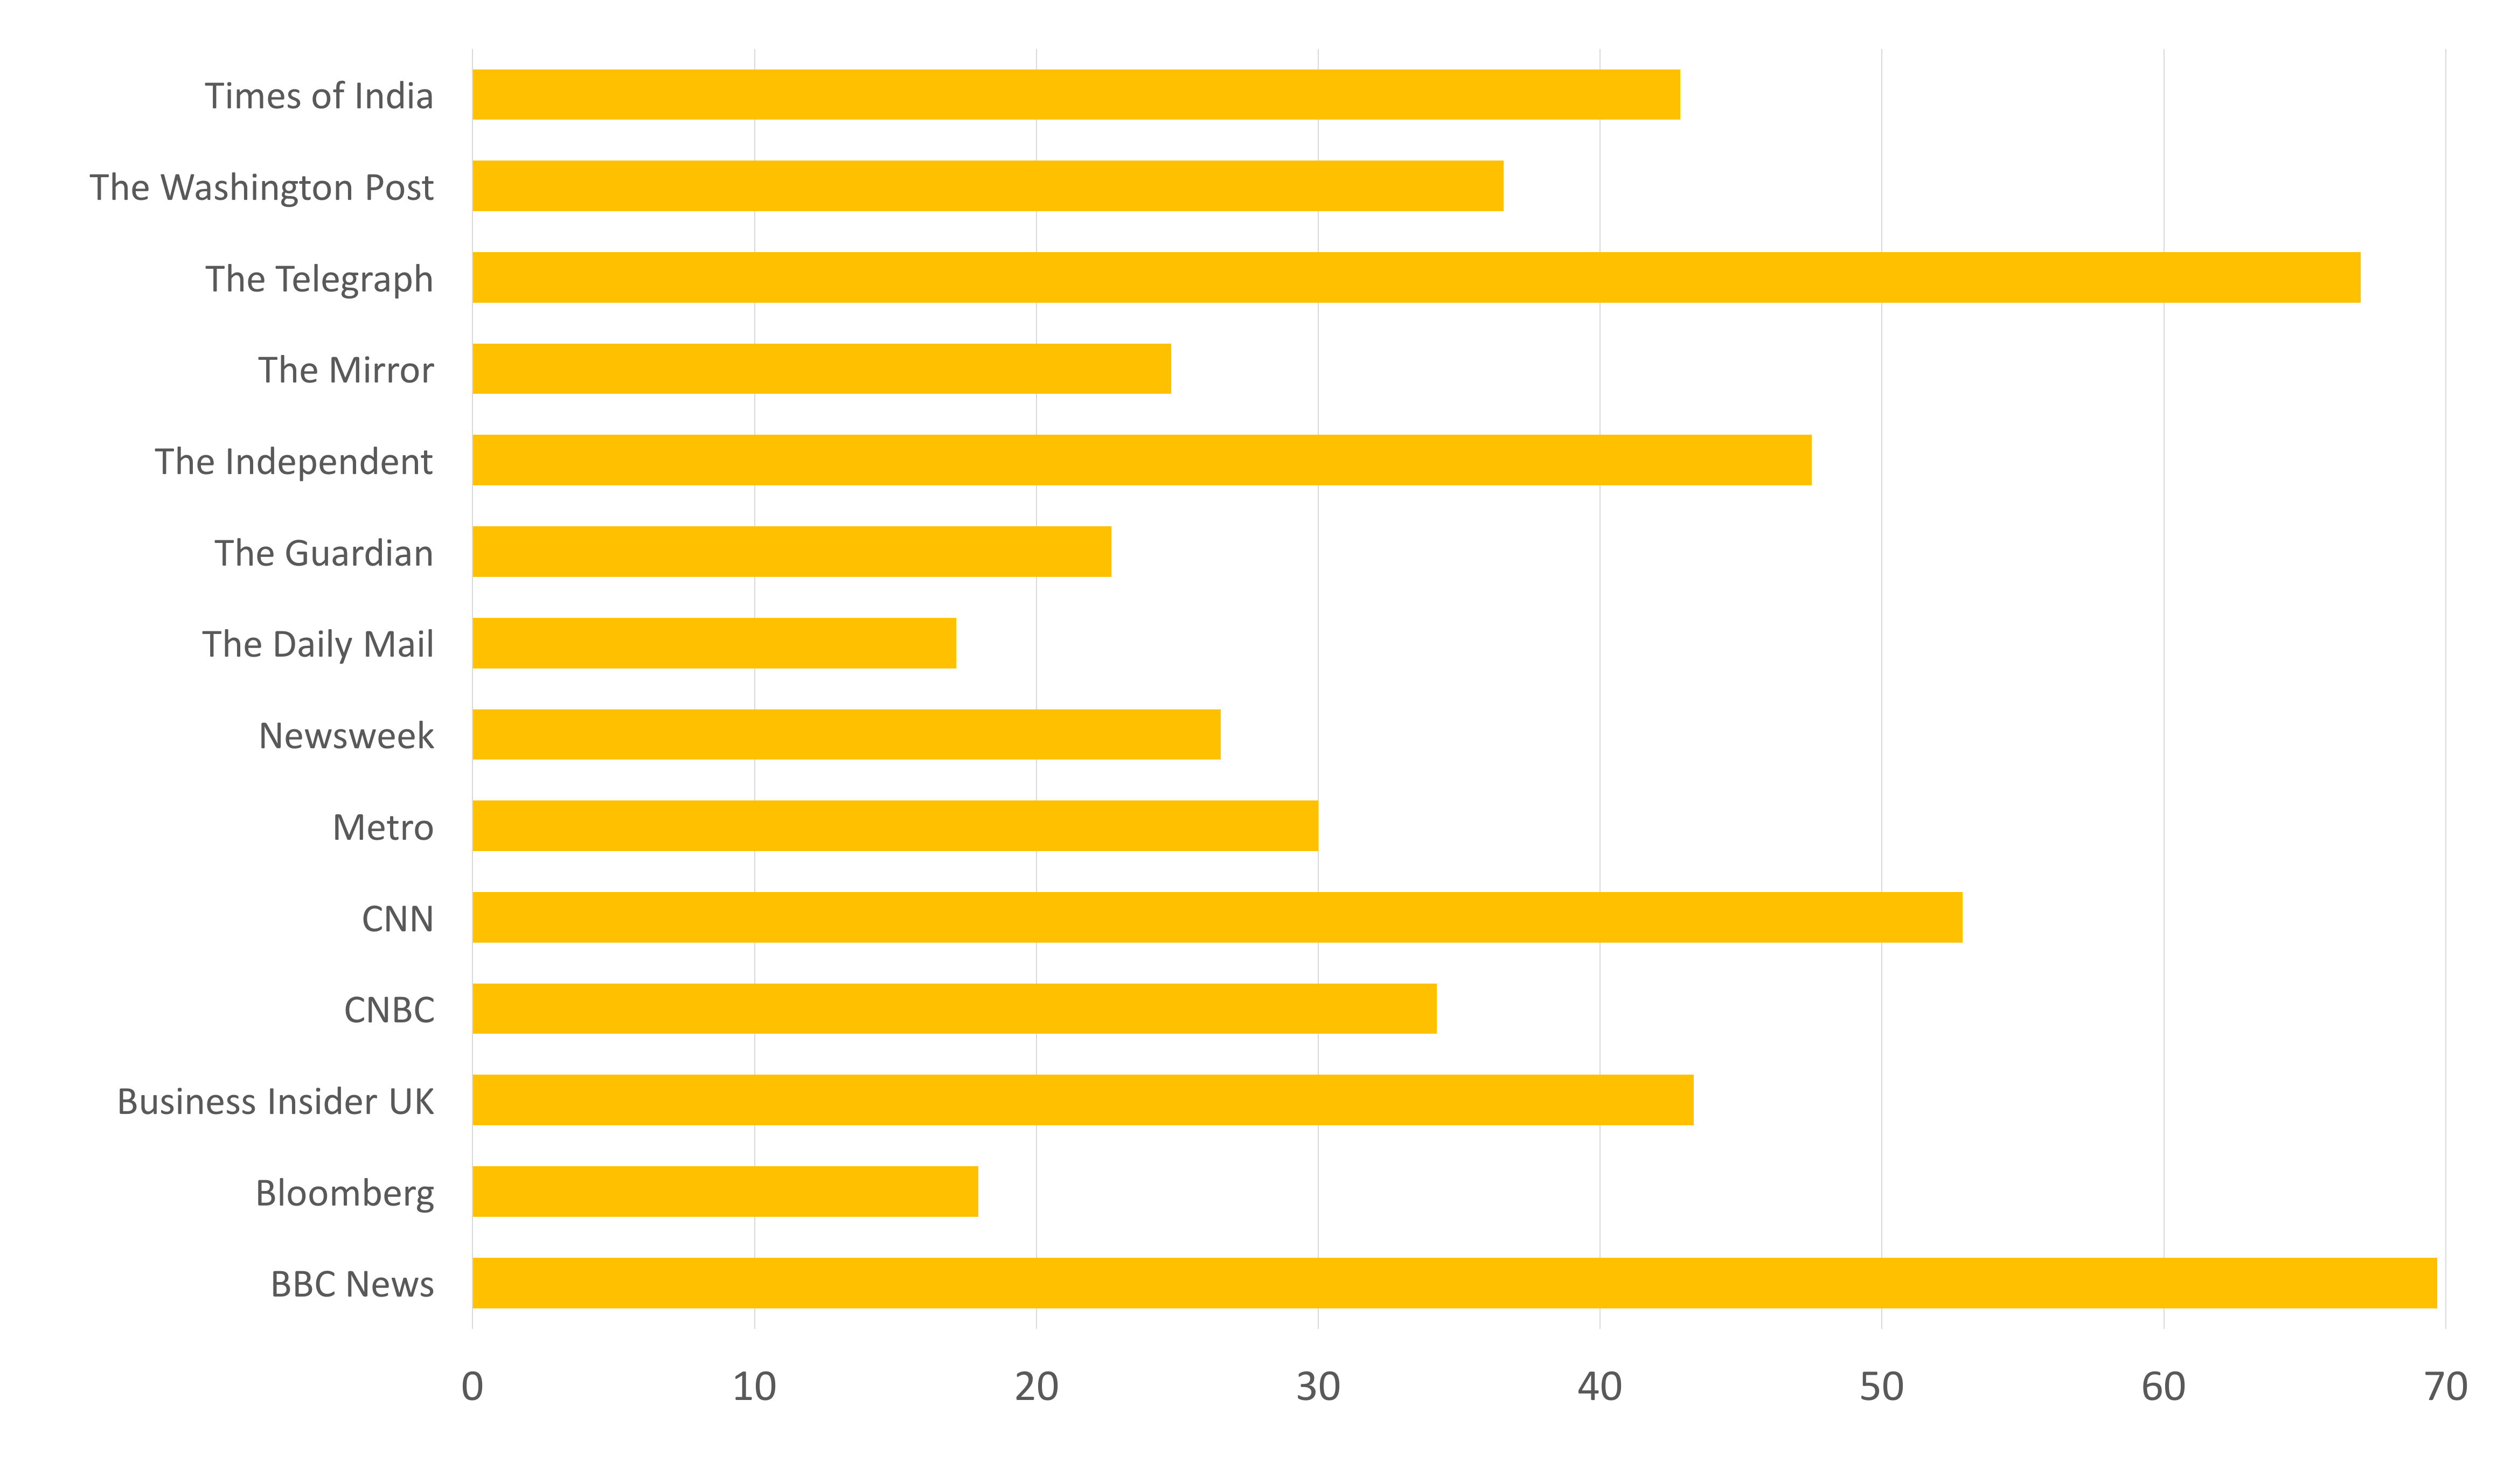 Times of India
The Washington Post
The Telegraph
The Mirror
The Independent
The Guardian
The Daily Mail
Newsweek
Metro
CNN
CNBC
Business Insider UK
Bloomberg
BBC News
0 10 20 30 40 50 60 70